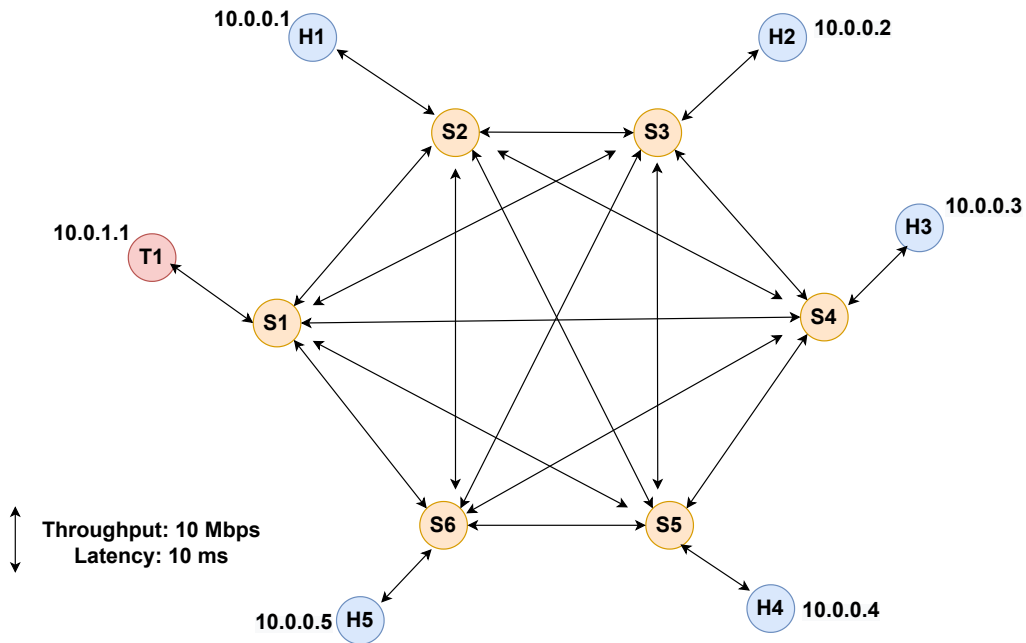 10.0.0.1
H1
H2
10.0.0.2
S2
S3
10.0.0.3
H3
10.0.1.1
T1
S1
S4
Throughput: 10 Mbps
Latency: 10 ms
S6
S5
10.0.0.5
H5
H4
10.0.0.4